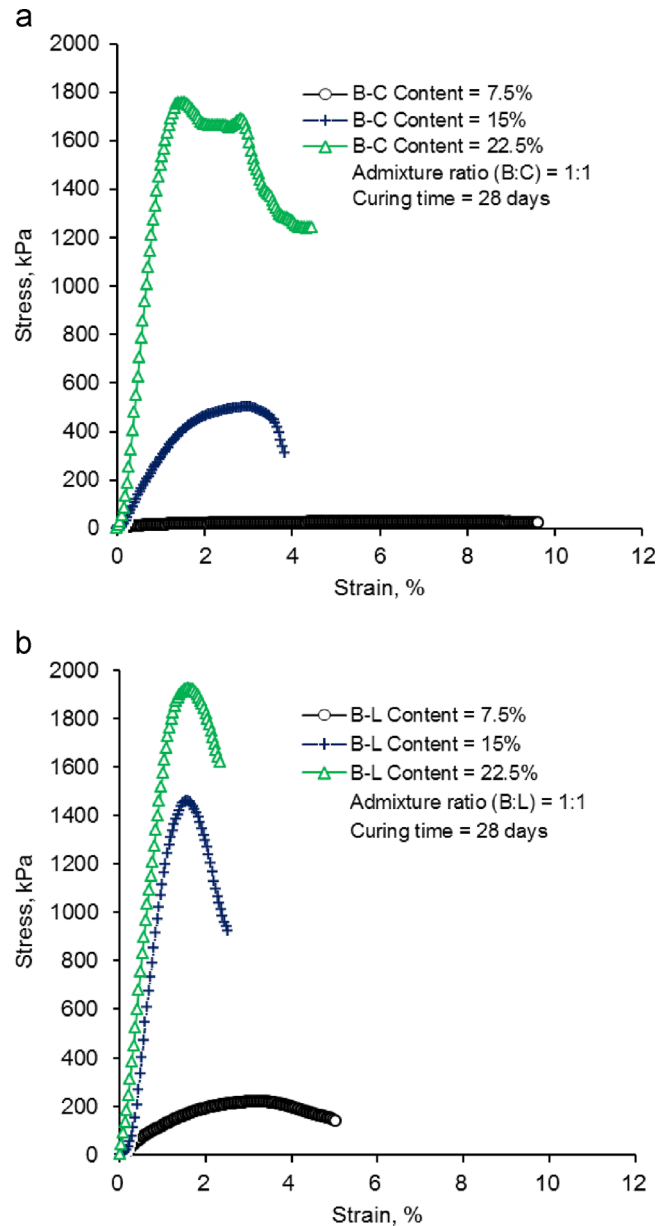 a
2000
1800
1600
1400
1200
1000
800
600
400
200
0
Stress, kPa
B-C Content = 7.5%
B-C Content = 15%
B-C Content = 22.5%
Admixture ratio (B:C) = 1:1
Curing time = 28 days
0 2 4 6 8 10 12
Strain, %
b
2000
1800
1600
1400
1200
1000
800
600
400
200
0
Stress, kPa
B-L Content = 7.5%
B-L Content = 15%
B-L Content = 22.5%
Admixture ratio (B:L) = 1:1
Curing time = 28 days
0 2 4 6 8 10 12
Strain, %